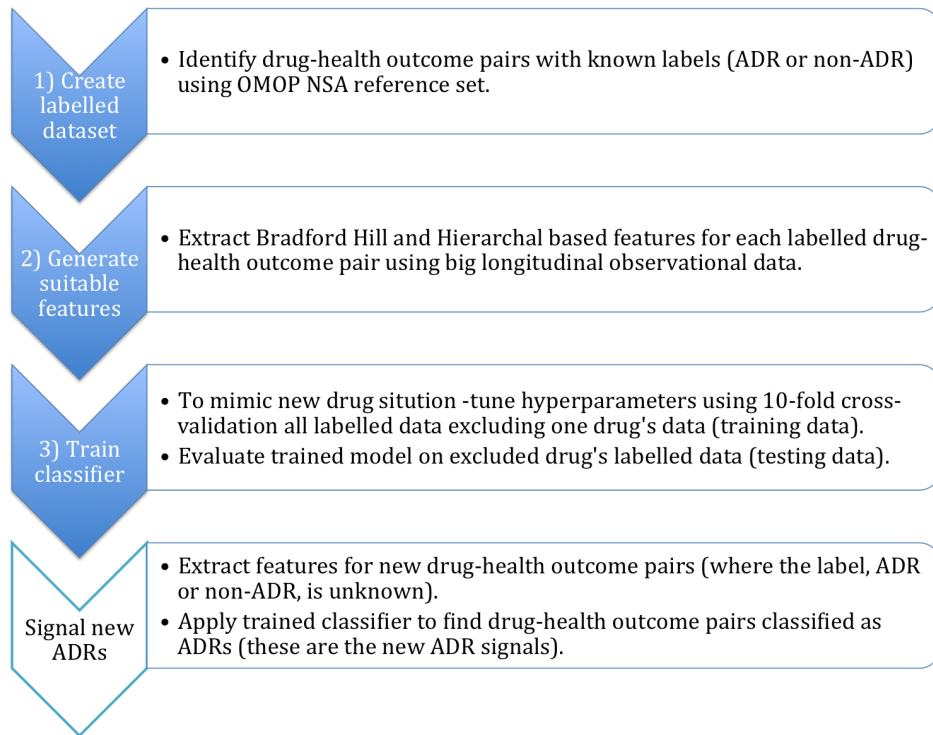 1) Create
labelled
dataset
• Identify drug-health outcome pairs with known labels (ADR or non-ADR)
using OMOP NSA reference set.
2) Generate
suitable
features
• Extract Bradford Hill and Hierarchal based features for each labelled drug-
health outcome pair using big longitudinal observational data.
3) Train
classifier
• To mimic new drug sitution -tune hyperparameters using 10-fold cross-
validation all labelled data excluding one drug's data (training data).
• Evaluate trained model on excluded drug's labelled data (testing data).
Signal new
ADRs
• Extract features for new drug-health outcome pairs (where the label, ADR
or non-ADR, is unknown).
• Apply trained classifier to find drug-health outcome pairs classified as
ADRs (these are the new ADR signals).